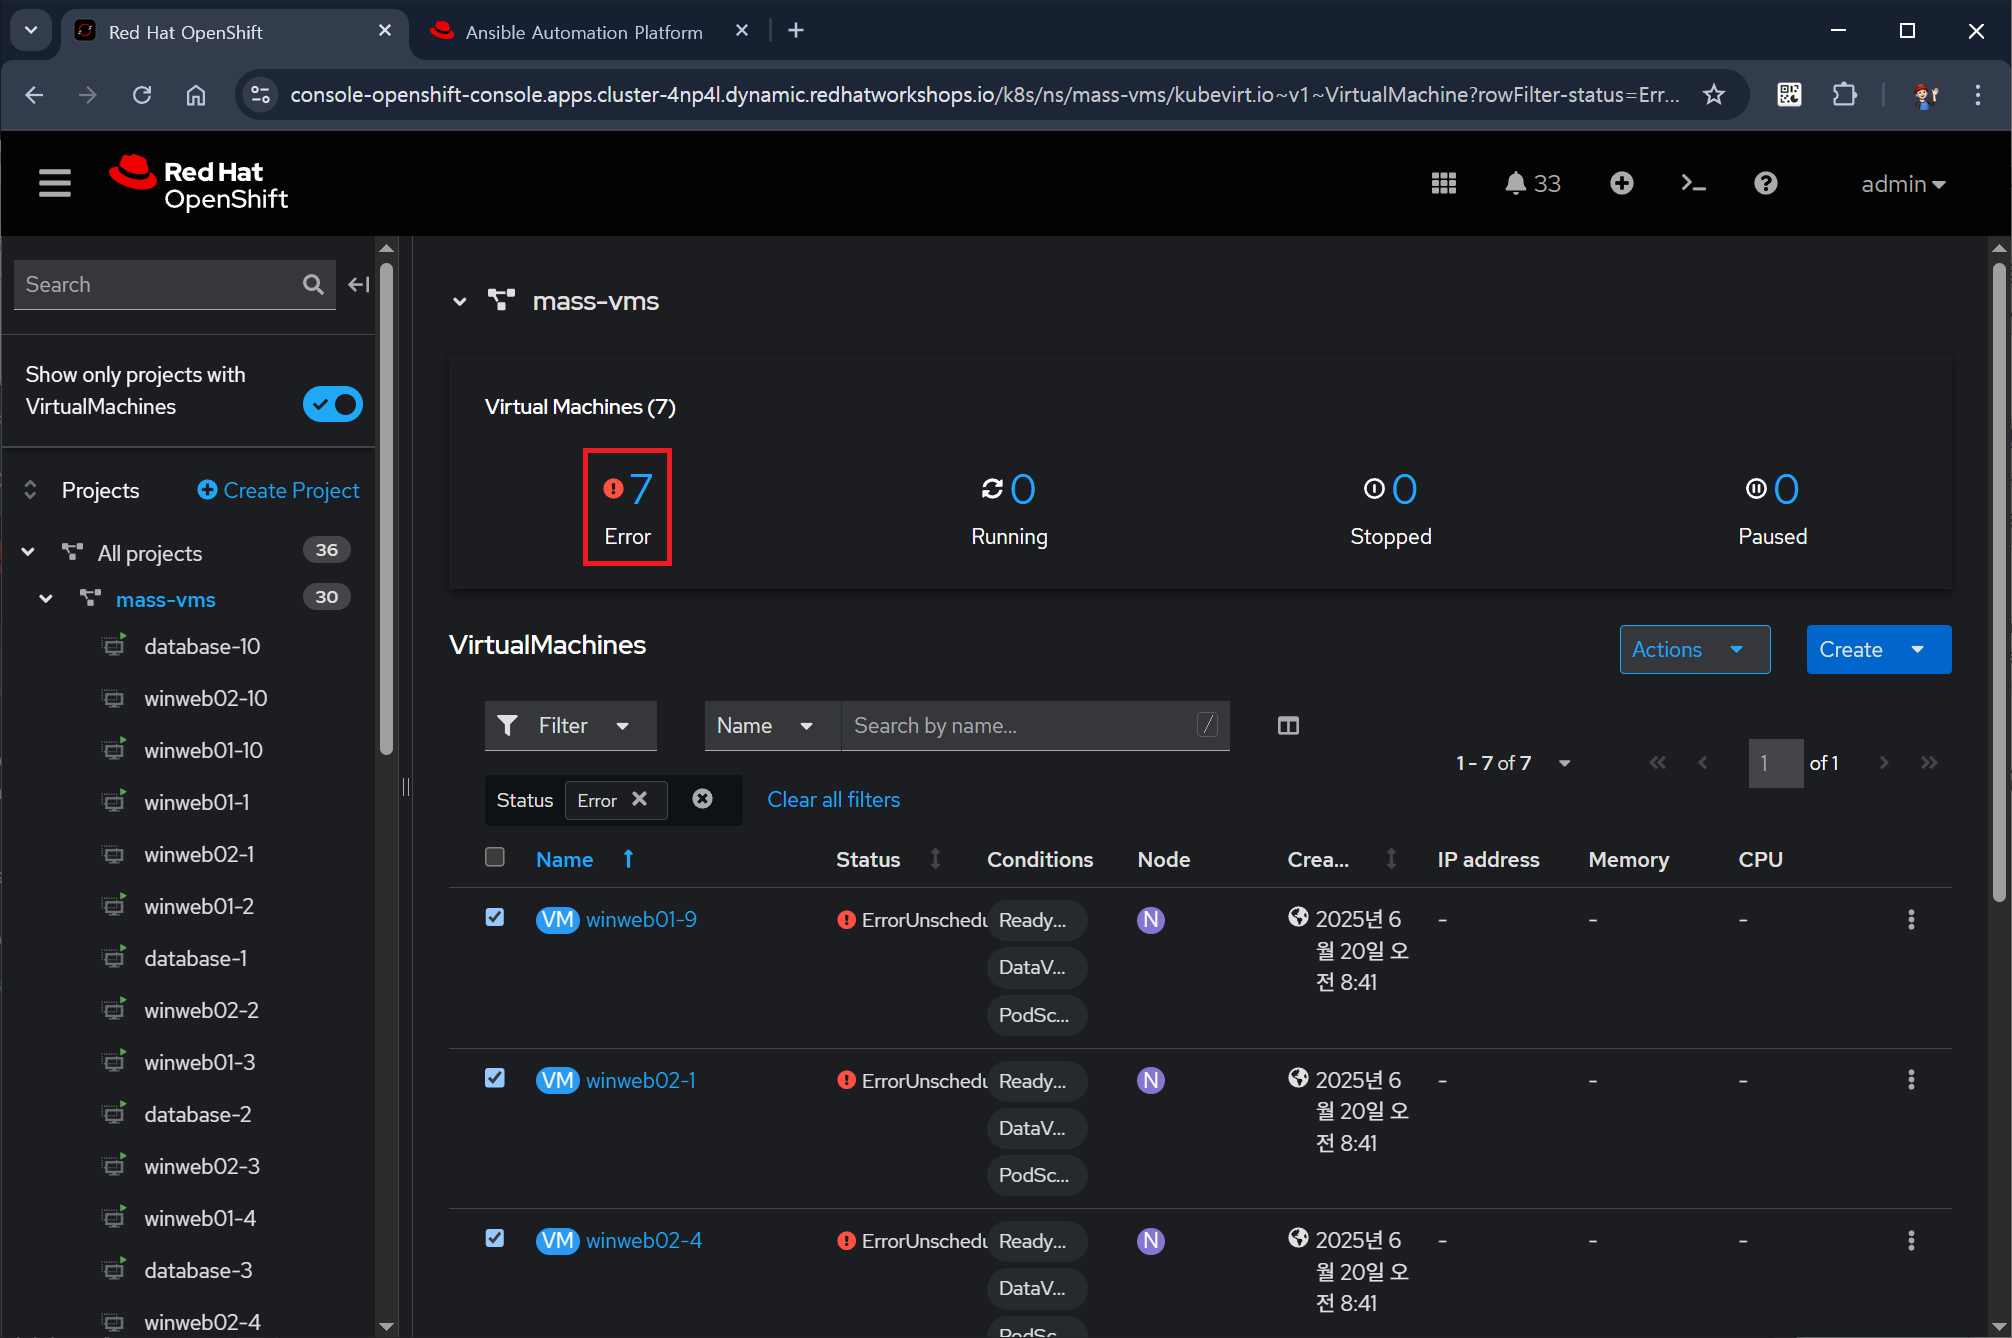 Red Hat OpenShift
Ansible Automation Platform
console-openshift-console.apps.cluster-4np4l.dynamic.redhatworkshops.io/k8s/ns/mass-vms/kubevirt.io~v1~VirtualMachine?rowFilter-status=Err...
Red Hat
OpenShift
33
admin
Search
Show only projects with
VirtualMachines
Projects
Create Project
All projects
36
mass-vms
30
database-10
winweb02-10
winweb01-10
winweb01-1
winweb02-1
winweb01-2
database-1
winweb02-2
winweb01-3
database-2
winweb02-3
winweb01-4
database-3
winweb02-4
mass-vms
Virtual Machines (7)
7
Error
0
Running
0
Stopped
0
Paused
VirtualMachines
Actions
Create
Filter
Name
Search by name...
/
1 - 7 of 7
1
of 1
Status
Error
Clear all filters
Name
Status
Conditions
Node
Crea...
IP address
Memory
CPU
VM winweb01-9
ErrorUnschedu
Ready...
DataV...
PodSc...
N
2025년 6
월 20일 오
전 8:41
-
-
-
VM winweb02-1
ErrorUnschedu
Ready...
DataV...
PodSc...
N
2025년 6
월 20일 오
전 8:41
-
-
-
VM winweb02-4
ErrorUnschedu
Ready...
DataV...
PodSc...
N
2025년 6
월 20일 오
전 8:41
-
-
-